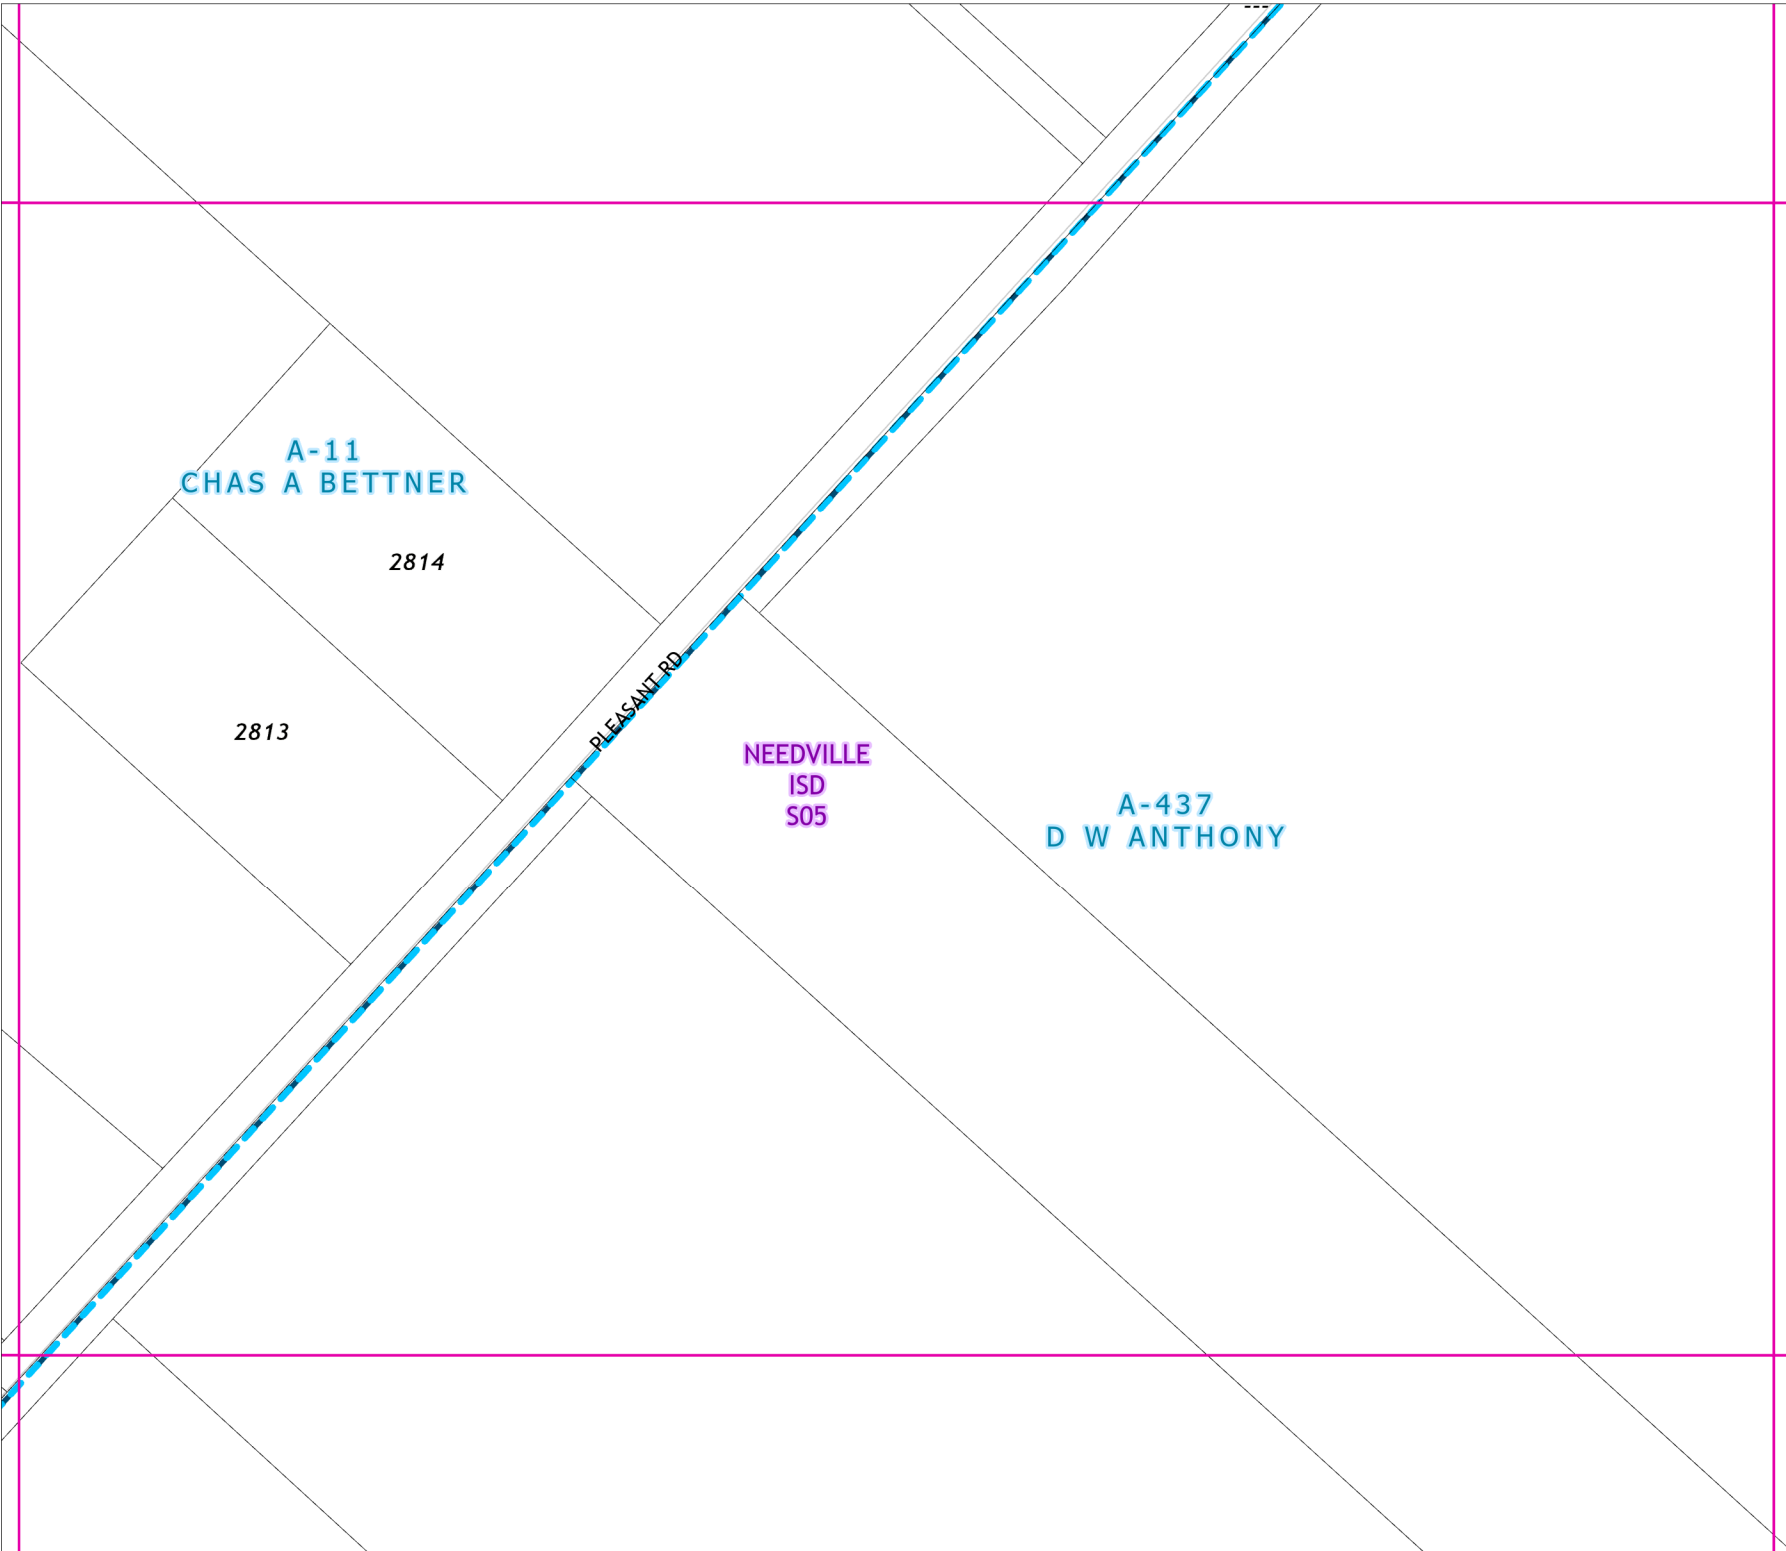 A-11
CHAS A BETTNER
2814
2813
PLEASANT RD
NEEDVILLE
ISD
S05
A-437
D W ANTHONY